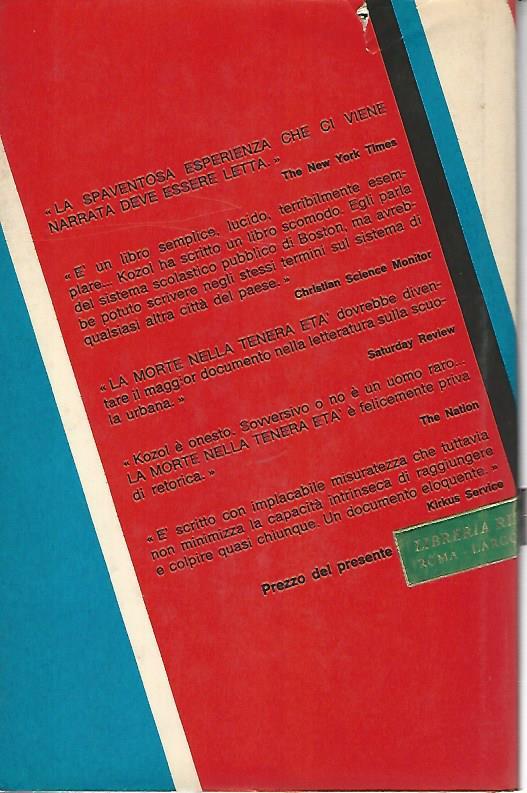 « LA SPAVENTOSA ESPERIENZA CHE CI VIENE
NARRATA DEVE ESSERE LETTA. »
The New York Times
« E' un libro semplice, lucido, terribilmente esem-
plare... Kozol ha scritto un libro scomodo. Egli parla
del sistema scolastico pubblico di Boston, ma avreb-
be potuto scrivere negli stessi termini sul sistema di
qualsiasi altra città del paese. »
Christian Science Monitor
« LA MORTE NELLA TENERA ETA' dovrebbe diven-
tare il magg'or documento nella letteratura sulla scuo-
la urbana. »
Saturday Review
« Kozol è onesto. Sovversivo o no è un uomo raro...
LA MORTE NELLA TENERA ETA' è felicemente priva
di retorica. »
The Nation
« E' scritto con implacabile misuratezza che tuttavia
non minimizza la capacità intrinseca di raggiungere
e colpire quasi chiunque. Un documento eloquente. »
Kirkus Service
Prezzo del presente
LIBRERIA
ROMA - LARGO